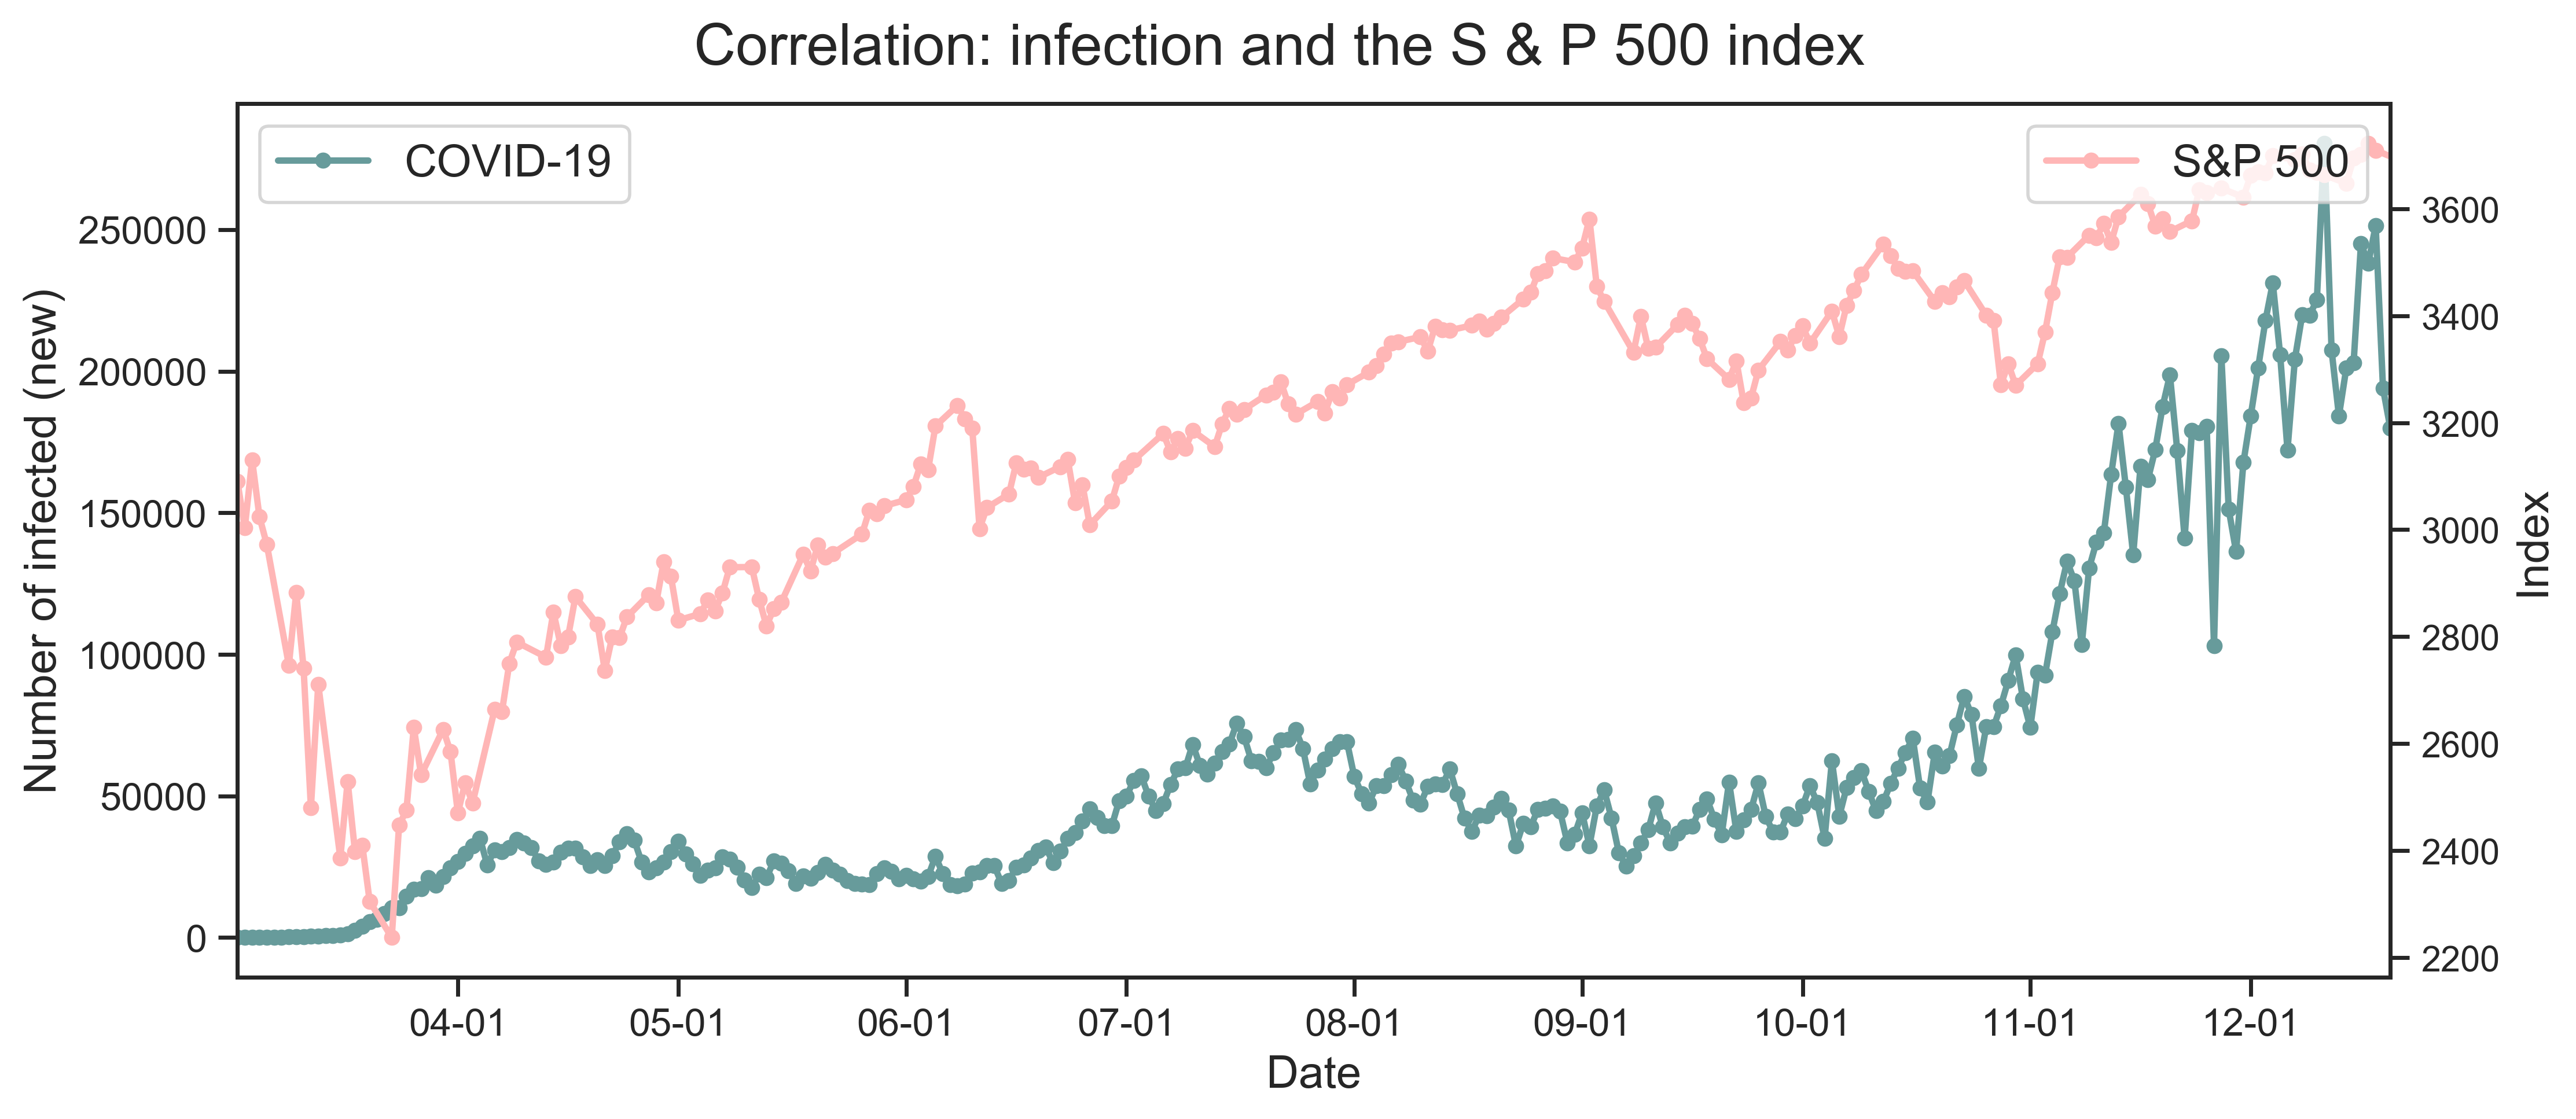 Correlation: infection and the S & P 500 index
COVID-19
S&P 500
Number of infected (new)
250000
200000
150000
100000
50000
0
3600
3400
3200
3000
2800
2600
2400
2200
Index
04-01 05-01 06-01 07-01 08-01 09-01 10-01 11-01 12-01
Date